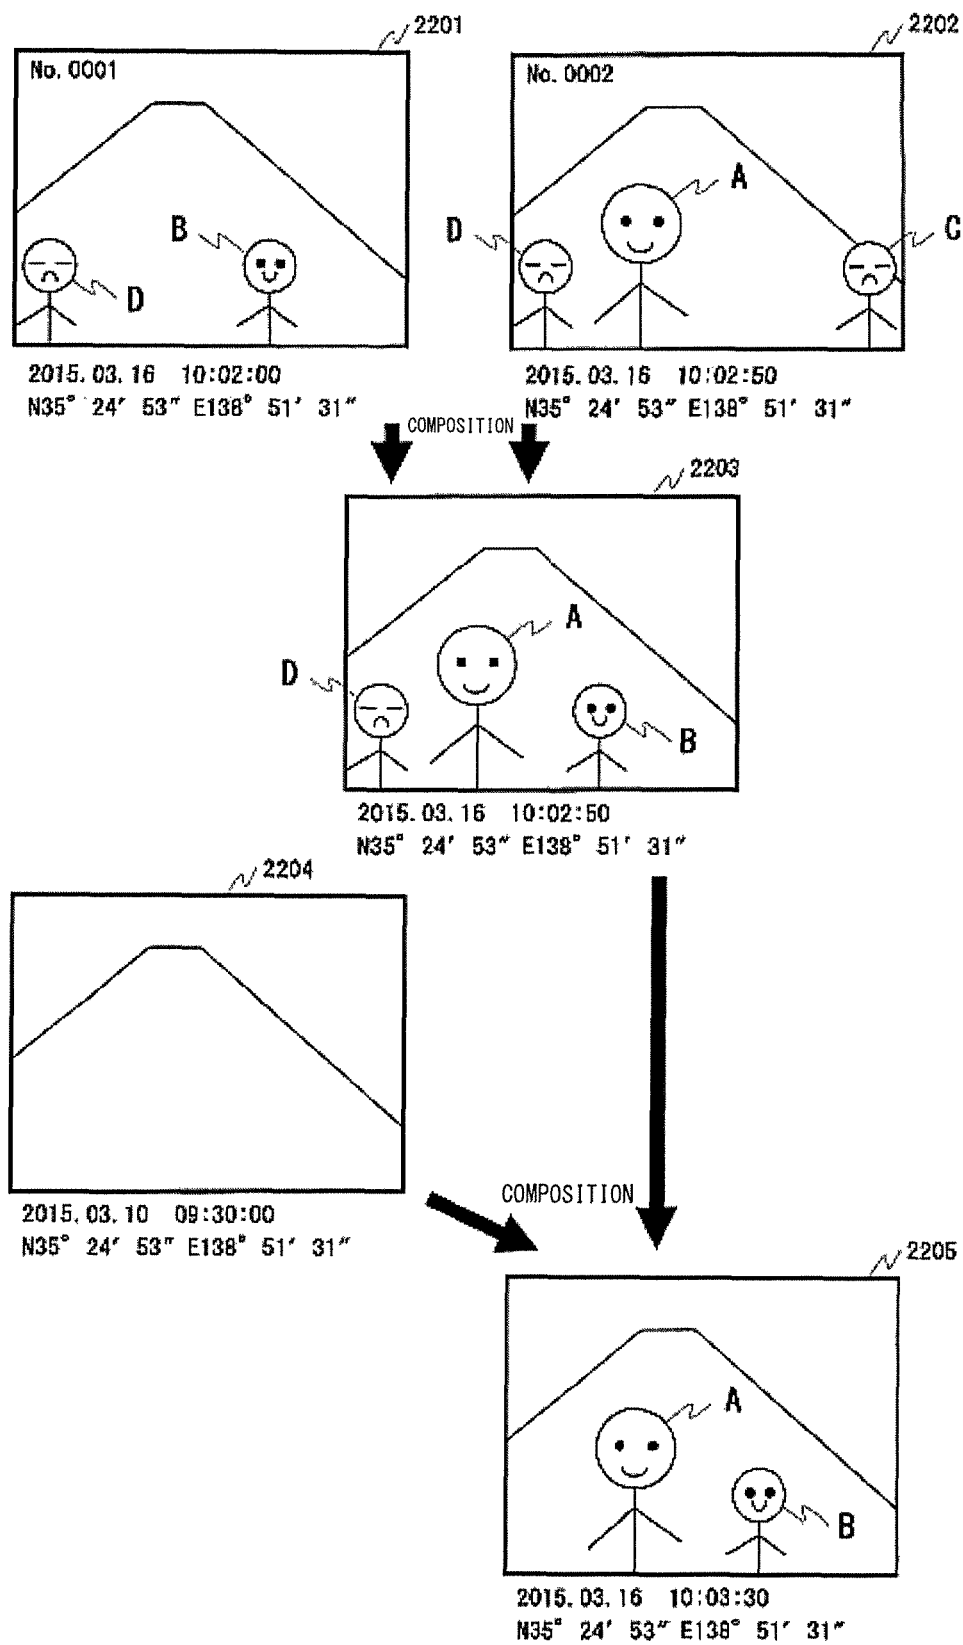 2201
No. 0001
B
D
2015.03.16 10:02:00
N35° 24′ 53″ E138° 51′ 31″
2202
No. 0002
A
D
C
2015.03.16 10:02:50
N35° 24′ 53″ E138° 51′ 31″
COMPOSITION
2203
A
D
B
2015.03.16 10:02:50
N35° 24′ 53″ E138° 51′ 31″
2204
2015.03.10 09:30:00
N35° 24′ 53″ E138° 51′ 31″
COMPOSITION
2205
A
B
2015.03.16 10:03:30
N35° 24′ 53″ E138° 51′ 31″